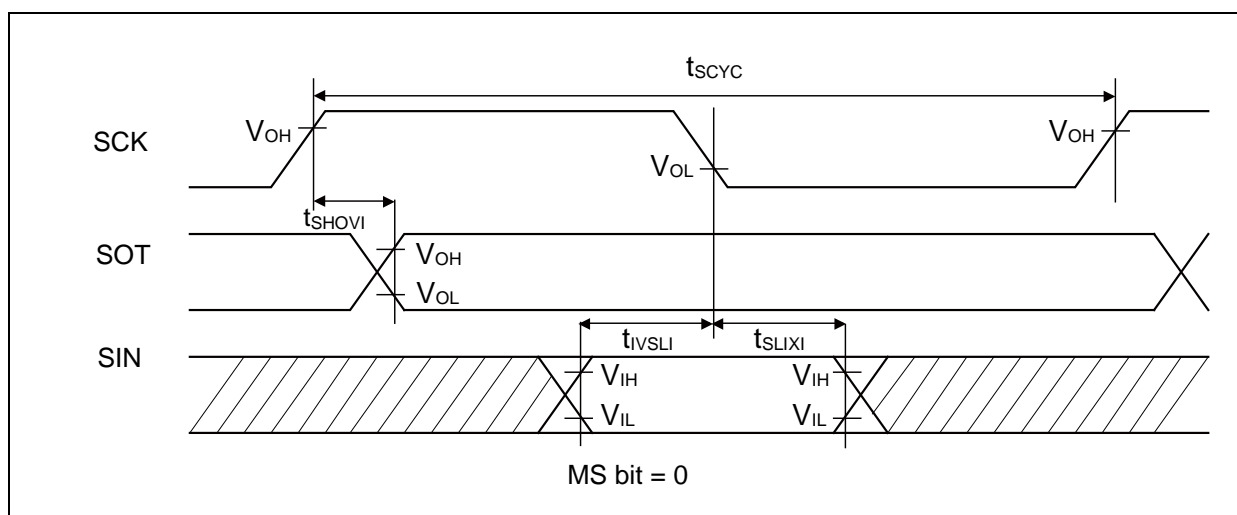 tSCYC
SCK
VOH
VOL
VOH
tSHOVI
SOT
VOH
VOL
SIN
tIVSLI
tSLIXI
VIH
VIH
VIL
VIL
MS bit = 0